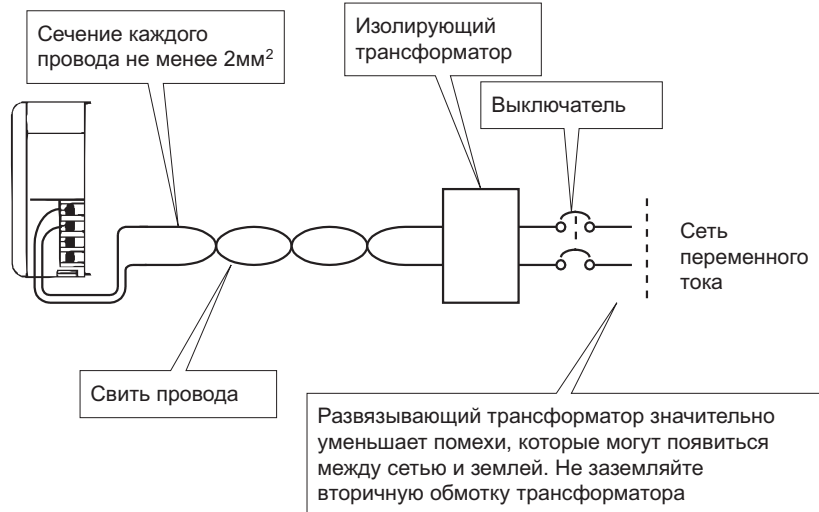 Сечение каждого
провода не менее 2мм²
Изолирующий
трансформатор
Выключатель
Сеть
переменного
тока
Свить провода
Развязывающий трансформатор значительно
уменьшает помехи, которые могут появиться
между сетью и землей. Не заземляйте
вторичную обмотку трансформатора